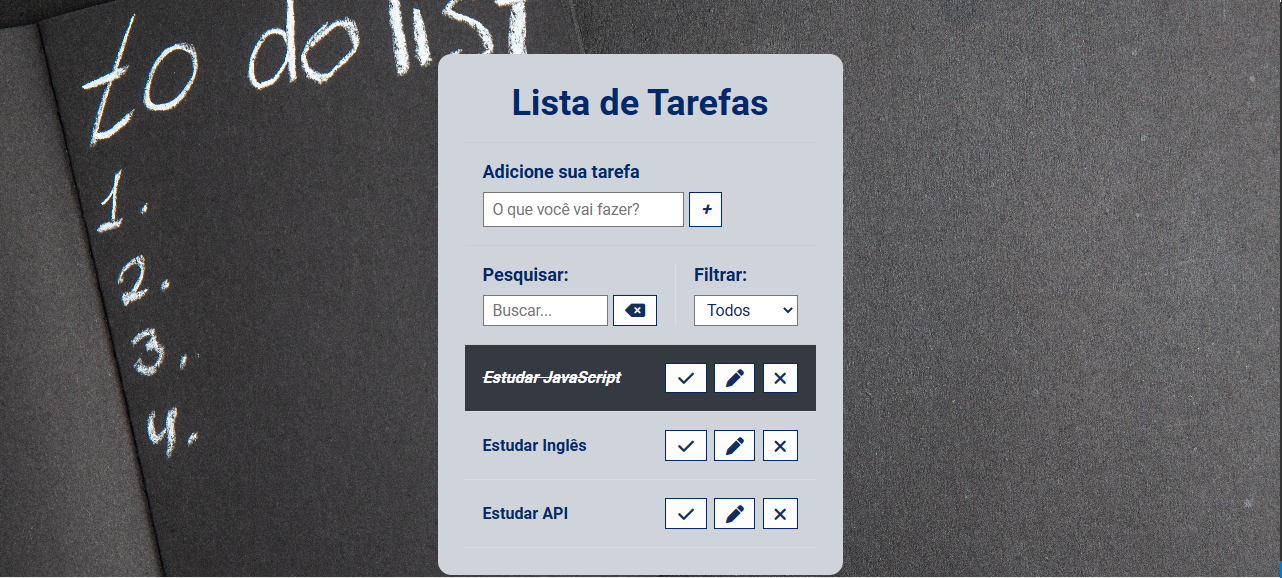 to do list
1.
2.
3.
4.
Lista de Tarefas
Adicione sua tarefa
O que você vai fazer? +
Pesquisar: Filtrar:
Buscar... Todos
Estudar JavaScript
Estudar Inglês
Estudar API